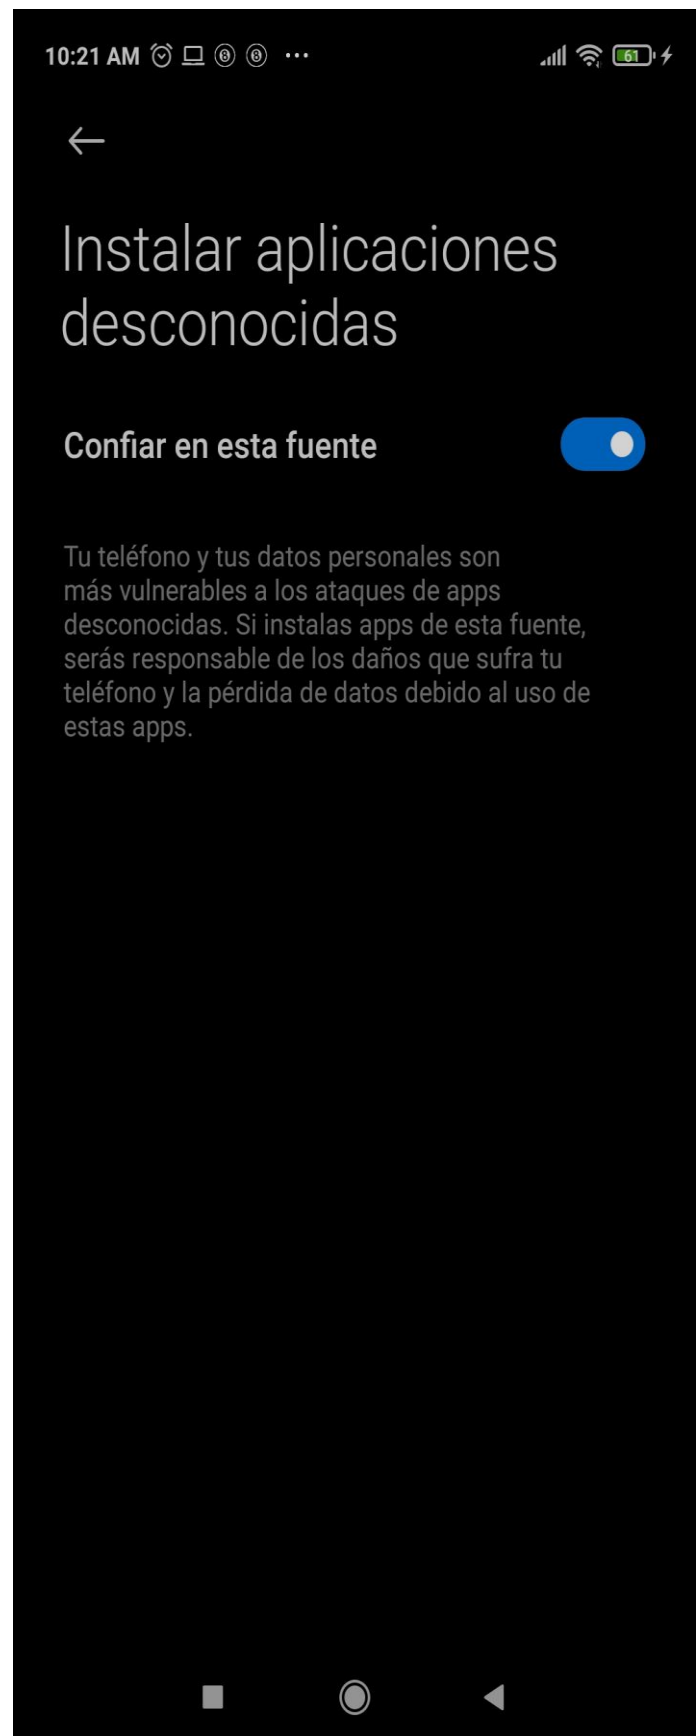 10:21 AM 8 8 ... 61
Instalar aplicaciones
desconocidas
Confiar en esta fuente
Tu teléfono y tus datos personales son
más vulnerables a los ataques de apps
desconocidas. Si instalas apps de esta fuente,
serás responsable de los daños que sufra tu
teléfono y la pérdida de datos debido al uso de
estas apps.